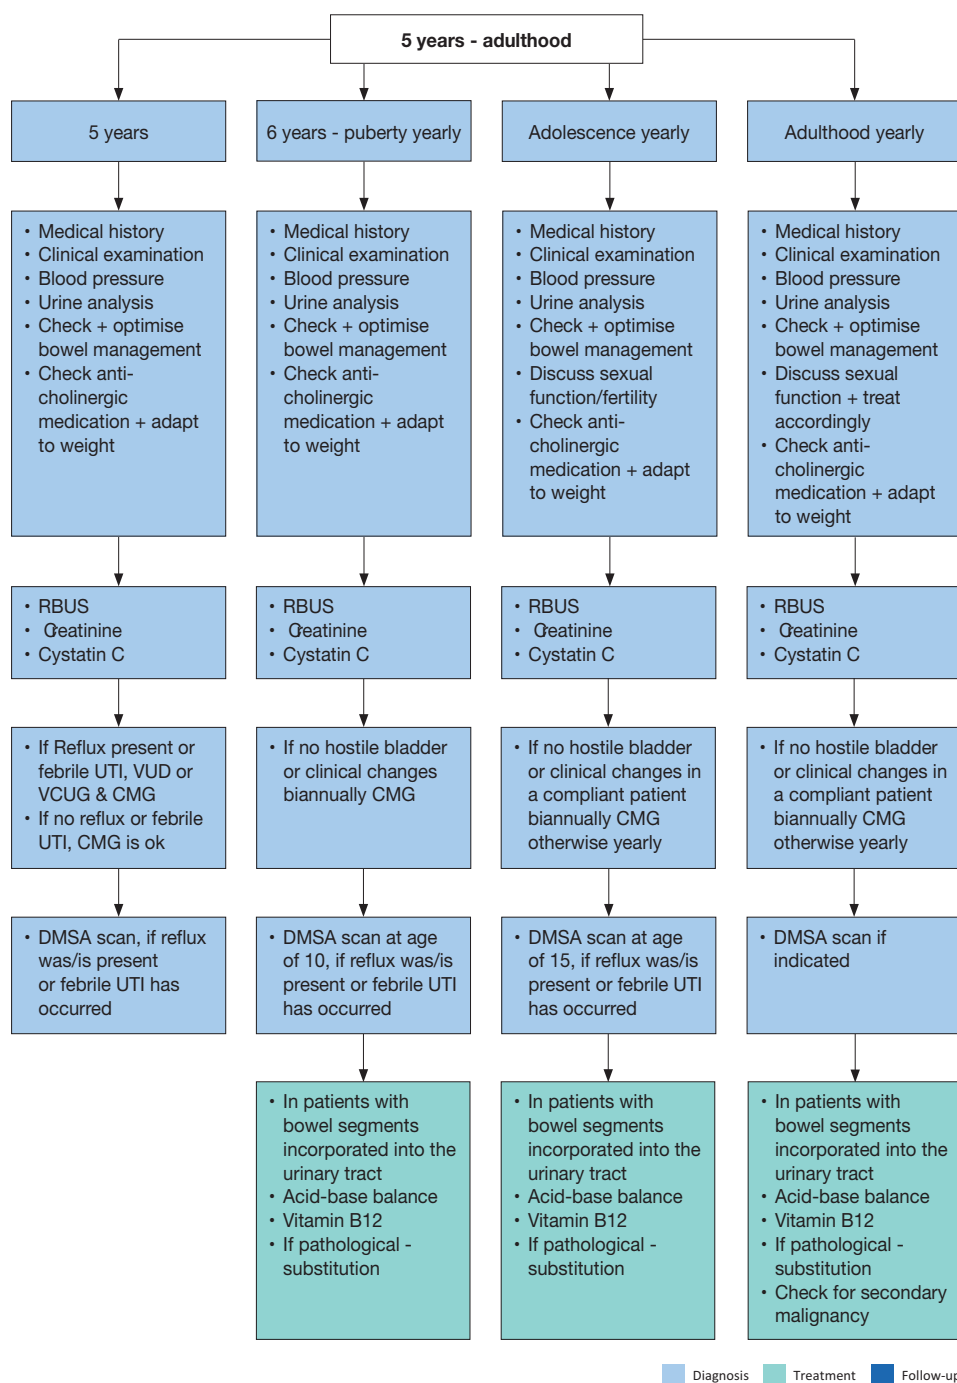 5 years - adulthood
5 years
6 years - puberty yearly
Adolescence yearly
Adulthood yearly
• Medical history
• Clinical examination
• Blood pressure
• Urine analysis
• Check + optimise
bowel management
• Check anti-
cholinergic
medication + adapt
to weight
• Medical history
• Clinical examination
• Blood pressure
• Urine analysis
• Check + optimise
bowel management
• Check anti-
cholinergic
medication + adapt
to weight
• Medical history
• Clinical examination
• Blood pressure
• Urine analysis
• Check + optimise
bowel management
• Discuss sexual
function/fertility
• Check anti-
cholinergic
medication + adapt
to weight
• Medical history
• Clinical examination
• Blood pressure
• Urine analysis
• Check + optimise
bowel management
• Discuss sexual
function + treat
accordingly
• Check anti-
cholinergic
medication + adapt
to weight
• RBUS
• Creatinine
• Cystatin C
• RBUS
• Creatinine
• Cystatin C
• RBUS
• Creatinine
• Cystatin C
• RBUS
• Creatinine
• Cystatin C
• If Reflux present or
febrile UTI, VUD or
VCUG & CMG
• If no reflux or febrile
UTI, CMG is ok
• If no hostile bladder
or clinical changes
biannually CMG
• If no hostile bladder
or clinical changes in
a compliant patient
biannually CMG
otherwise yearly
• If no hostile bladder
or clinical changes in
a compliant patient
biannually CMG
otherwise yearly
• DMSA scan, if reflux
was/is present
or febrile UTI has
occurred
• DMSA scan at age
of 10, if reflux was/is
present or febrile UTI
has occurred
• DMSA scan at age
of 15, if reflux was/is
present or febrile UTI
has occurred
• DMSA scan if
indicated
• In patients with
bowel segments
incorporated into the
urinary tract
• Acid-base balance
• Vitamin B12
• If pathological -
substitution
• In patients with
bowel segments
incorporated into the
urinary tract
• Acid-base balance
• Vitamin B12
• If pathological -
substitution
• In patients with
bowel segments
incorporated into the
urinary tract
• Acid-base balance
• Vitamin B12
• If pathological -
substitution
• Check for secondary
malignancy
Diagnosis
Treatment
Follow-up